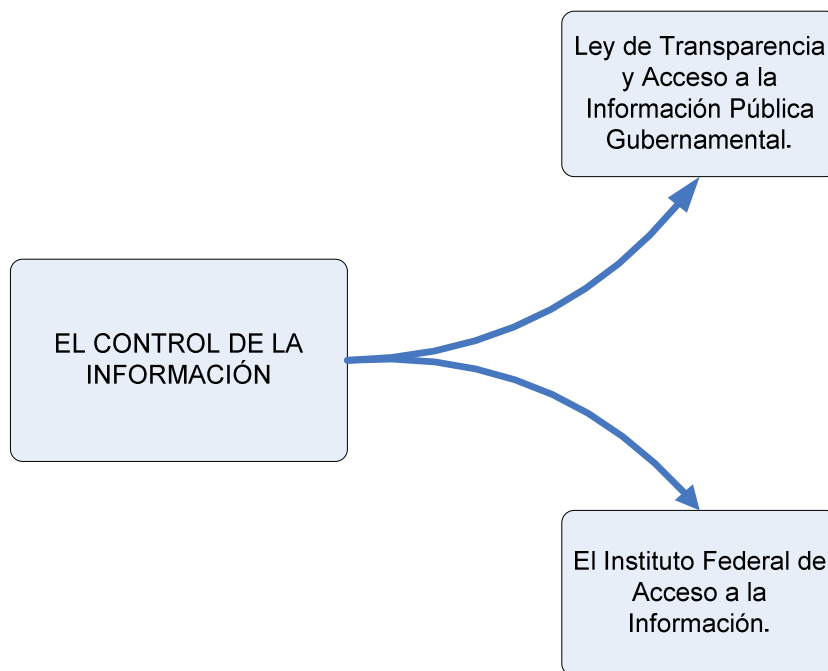 Ley de Transparencia
y Acceso a la
Información Pública
Gubernamental.
EL CONTROL DE LA
INFORMACIÓN
El Instituto Federal de
Acceso a la
Información.